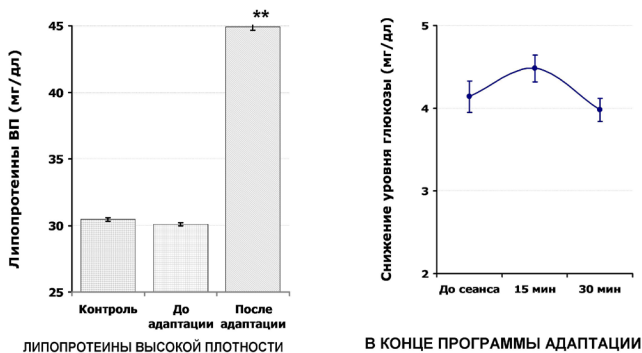 Липопротеины ВП (мг/дл)
45
45
35
30
25
**
Контроль
До
адаптации
После
адаптации
ЛИПОПРОТЕИНЫ ВЫСОКОЙ ПЛОТНОСТИ
Снижение уровня глюкозы (мг/дл)
5
4
3
2
До сеанса
15 мин
30 мин
В КОНЦЕ ПРОГРАММЫ АДАПТАЦИИ